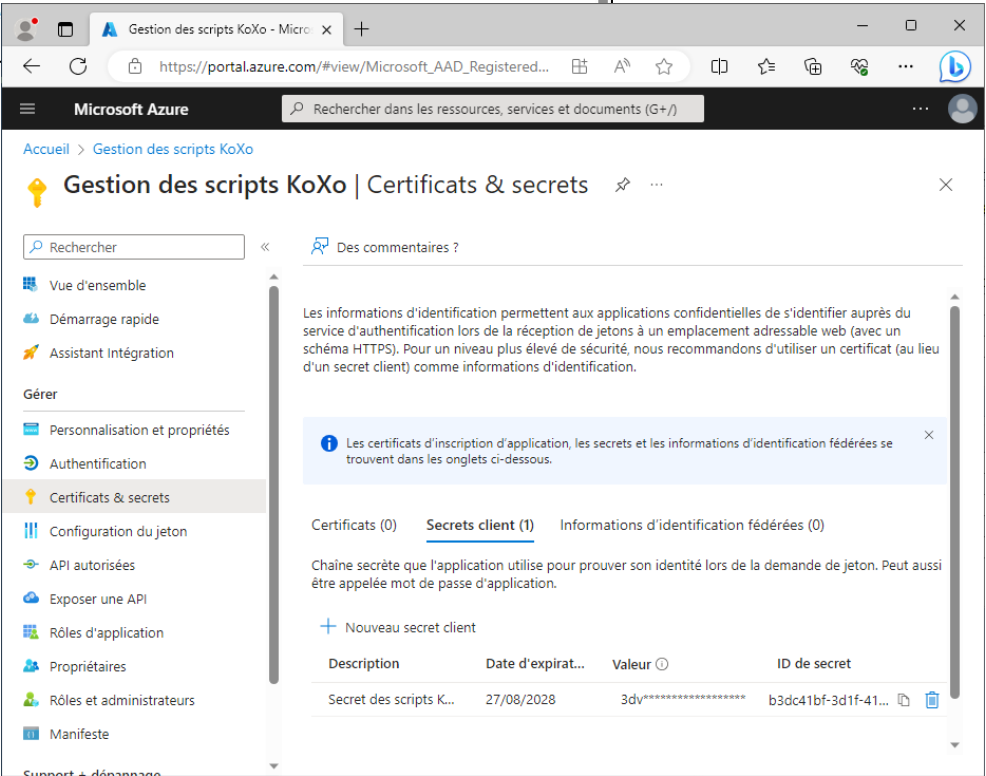 Gestion des scripts KoXo - Micro
https://portal.azure.com/#view/Microsoft_AAD_Registered...
Microsoft Azure
Rechercher dans les ressources, services et documents (G+/)
Accueil > Gestion des scripts KoXo
Gestion des scripts KoXo | Certificats & secrets
Rechercher
Des commentaires ?
Vue d'ensemble
Démarrage rapide
Assistant Intégration
Gérer
Personnalisation et propriétés
Authentification
Certificats & secrets
Configuration du jeton
API autorisées
Exposer une API
Rôles d'application
Propriétaires
Rôles et administrateurs
Manifeste
Support + dépannage
Les informations d'identification permettent aux applications confidentielles de s'identifier auprès du
service d'authentification lors de la réception de jetons à un emplacement adressable web (avec un
schéma HTTPS). Pour un niveau plus élevé de sécurité, nous recommandons d'utiliser un certificat (au lieu
d'un secret client) comme informations d'identification.
Les certificats d'inscription d'application, les secrets et les informations d'identification fédérées se
trouvent dans les onglets ci-dessous.
Certificats (0) Secrets client (1) Informations d'identification fédérées (0)
Chaîne secrète que l'application utilise pour prouver son identité lors de la demande de jeton. Peut aussi
être appelée mot de passe d'application.
Nouveau secret client
Description Date d'expirat... Valeur ID de secret
Secret des scripts K... 27/08/2028 3dv****************** b3dc41bf-3d1f-41...